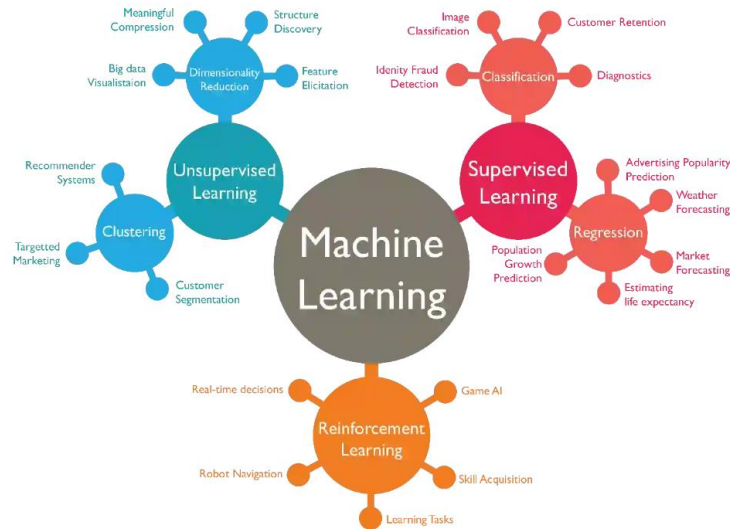 Meaningful
Compression
Structure
Discovery
Big data
Visualistaion
Dimensionality
Reduction
Feature
Elicitation
Image
Classification
Customer Retention
Idenity Fraud
Detection
Classification
Diagnostics
Recommender
Systems
Unsupervised
Learning
Supervised
Learning
Advertising Popularity
Prediction
Weather
Forecasting
Clustering
Targetted
Marketing
Customer
Segmentation
Machine
Learning
Regression
Population
Growth
Prediction
Market
Forecasting
Estimating
life expectancy
Real-time decisions
Game AI
Reinforcement
Learning
Robot Navigation
Skill Acquisition
Learning Tasks